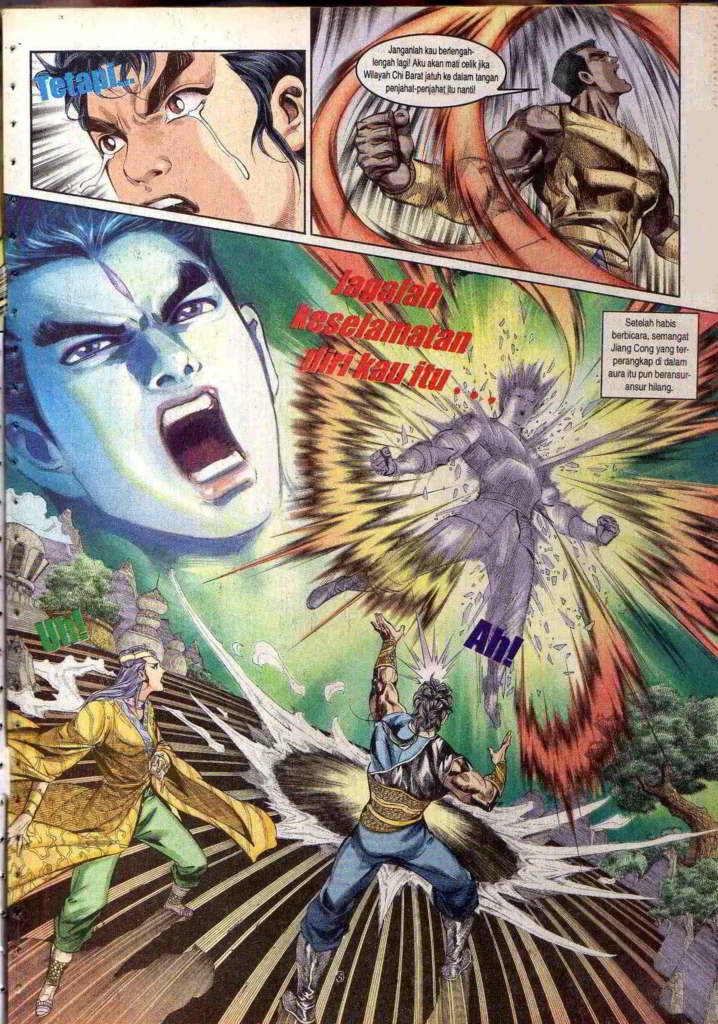 Tetapi...
Janganlah kau berlengah-
lengah lagi! Aku akan mati celik jika
Wilayah Chi Barat jatuh ke dalam tangan
penjahat-penjahat itu nanti!
Jagalah
keselamatan
diri kau itu . . .
Setelah habis
berbicara, semangat
Jiang Cong yang ter-
perangkap di dalam
aura itu pun beransur-
ansur hilang.
Uh!
Ah!